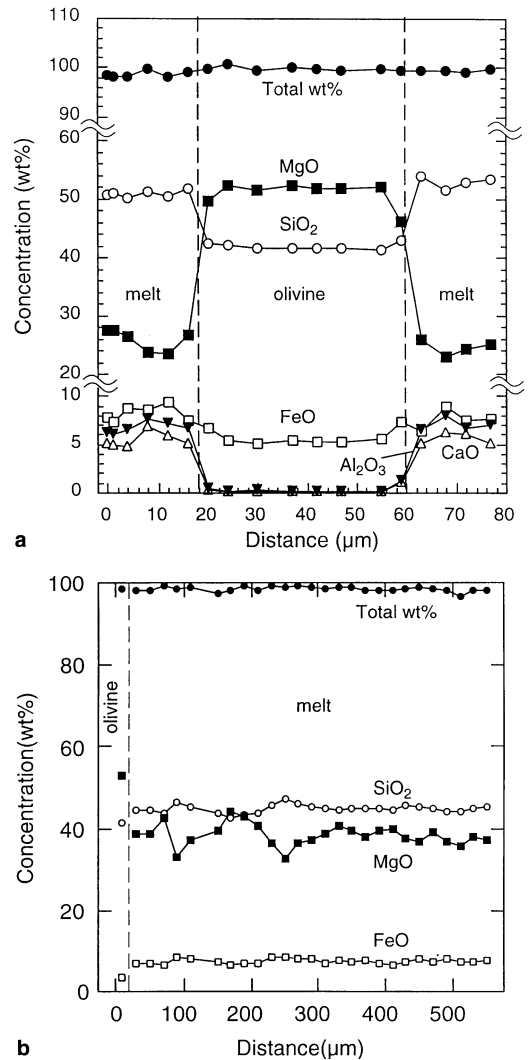 110
100
90
Total wt%
60
50
40
30
20
MgO
SiO₂
melt
olivine
melt
10
5
0
FeO
Al₂O₃
CaO
0 10 20 30 40 50 60 70 80
Distance (µm)
Concentration (wt%)
a
100
80
60
40
20
0
Total wt%
olivine
melt
SiO₂
MgO
FeO
0 100 200 300 400 500
Distance(µm)
Concentration(wt%)
b